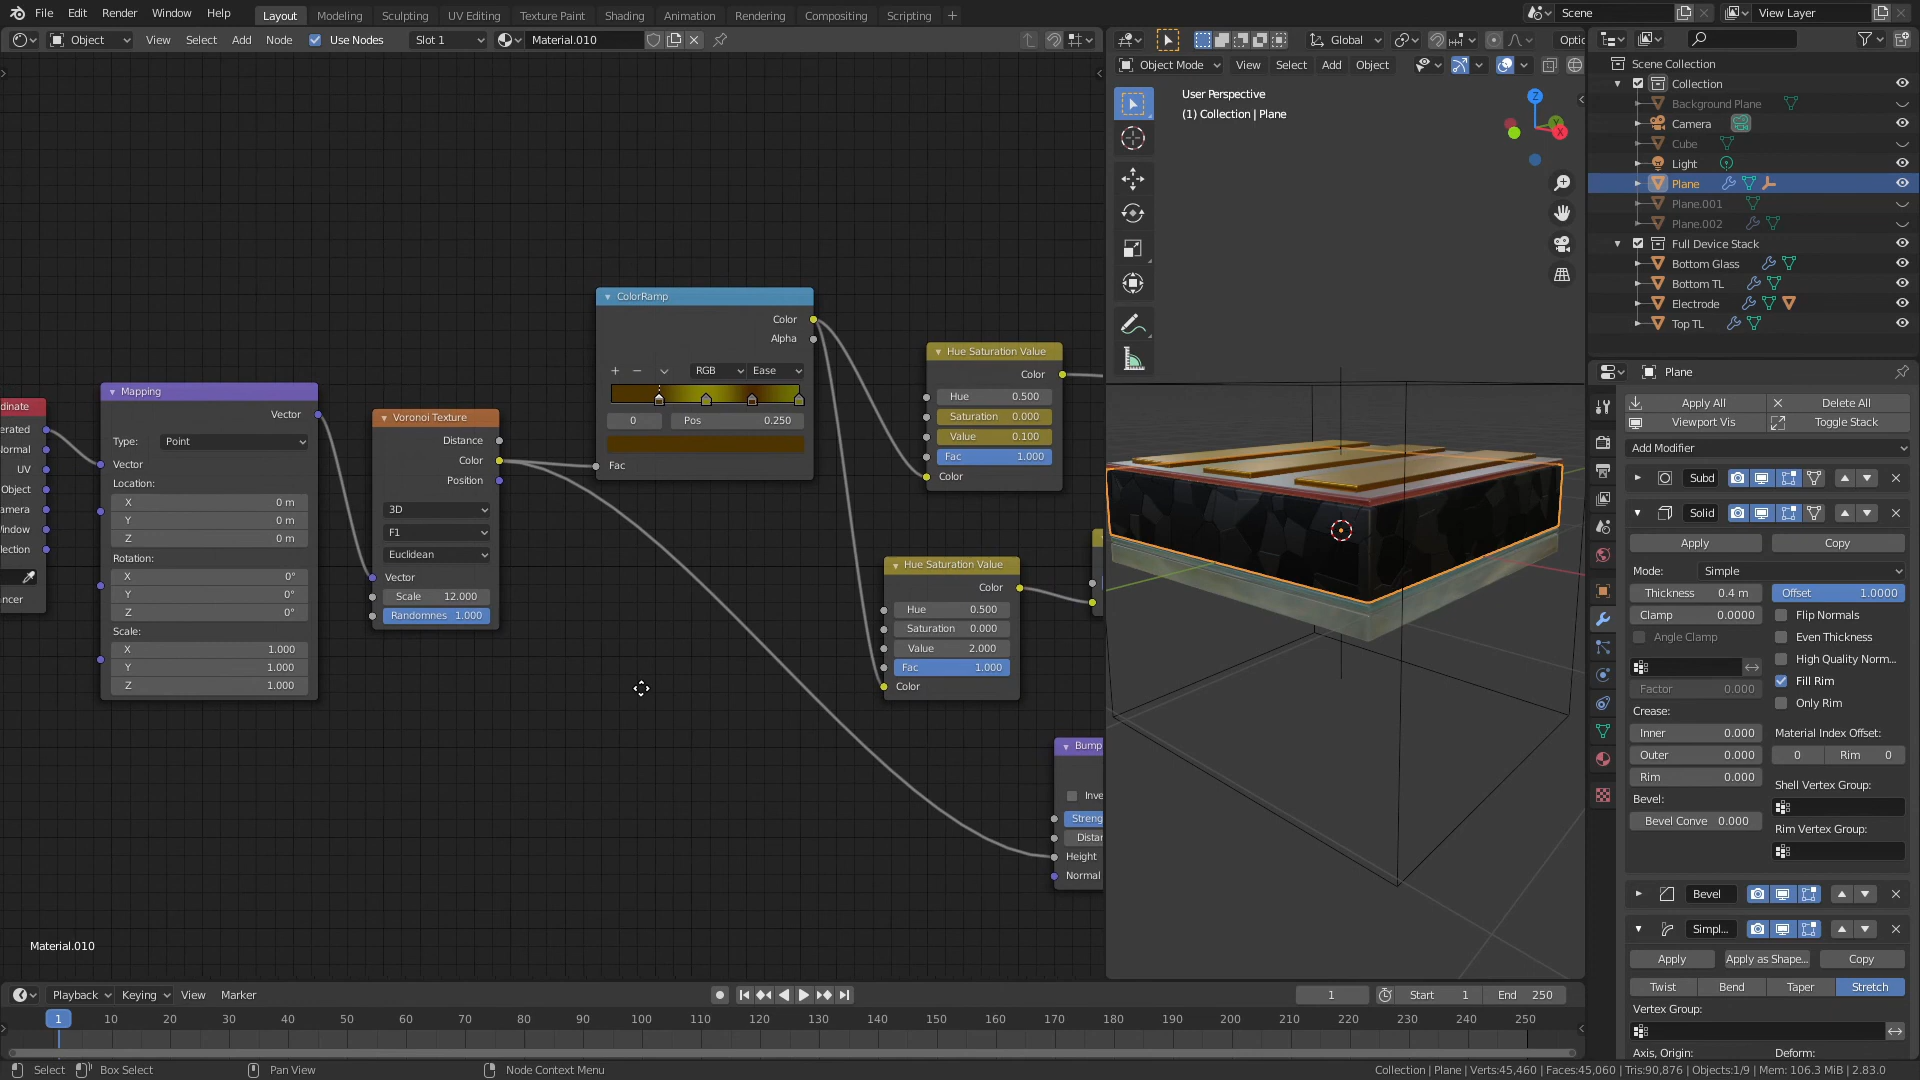 File Edit Render Window Help Layout Modeling Sculpting UV Editing Texture Paint Shading Animation Rendering Compositing Scripting + Scene View Layer
Object View Select Add Node Use Nodes Slot 1 Material.010 Global Optio
Object Mode View Select Add Object
User Perspective
(1) Collection | Plane
Z
Y
X
Scene Collection
Collection
Background Plane
Camera
Cube
Light
Plane
Plane.001
Plane.002
Full Device Stack
Bottom Glass
Bottom TL
Electrode
Top TL
dinate
erated
ormal
UV
Object
amera
indow
lection
ncer
Mapping
Vector
Type: Point
Vector
Location:
X 0 m
Y 0 m
Z 0 m
Rotation:
X 0°
Y 0°
Z 0°
Scale:
X 1.000
Y 1.000
Z 1.000
Voronoi Texture
Distance
Color
Position
3D
F1
Euclidean
Vector
Scale 12.000
Randomnes 1.000
ColorRamp
Color
Alpha
RGB Ease
0 Pos 0.250
Fac
Hue Saturation Value
Color
Hue 0.500
Saturation 0.000
Value 0.100
Fac 1.000
Color
Hue Saturation Value
Color
Hue 0.500
Saturation 0.000
Value 2.000
Fac 1.000
Color
Bump
Inve
Streng
Distan
Height
Normal
Material.010
Plane
Apply All Delete All
Viewport Vis Toggle Stack
Add Modifier
Subd
Solid
Apply Copy
Mode: Simple
Thickness 0.4 m Offset 1.0000
Clamp 0.0000 Flip Normals
Angle Clamp Even Thickness
High Quality Norm...
Factor 0.000 Fill Rim
Crease: Only Rim
Inner 0.000 Material Index Offset:
Outer 0.000 0 Rim 0
Rim 0.000 Shell Vertex Group:
Bevel:
Bevel Conve 0.000 Rim Vertex Group:
Bevel
Simpl...
Apply Apply as Shape... Copy
Twist Bend Taper Stretch
Vertex Group:
Axis, Origin: Deform:
Playback Keying View Marker 1 Start 1 End 250
1 10 20 30 40 50 60 70 80 90 100 110 120 130 140 150 160 170 180 190 200 210 220 230 240 250
Select Box Select Pan View Node Context Menu Collection | Plane | Verts:45,460 | Faces:45,060 | Tris:90,876 | Objects:1/9 | Mem: 106.3 MiB | 2.83.0